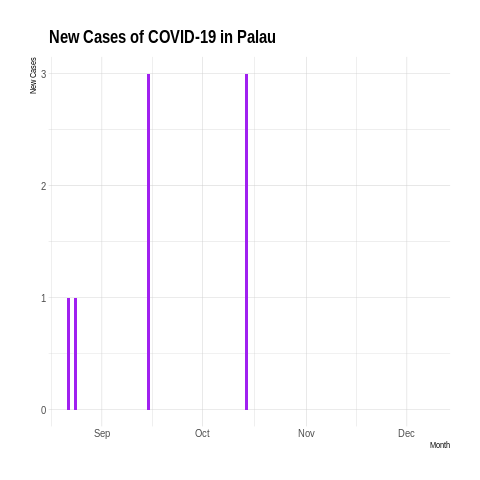 New Cases of COVID-19 in Palau
New Cases
3
2
1
0
Sep Oct Nov Dec
Month